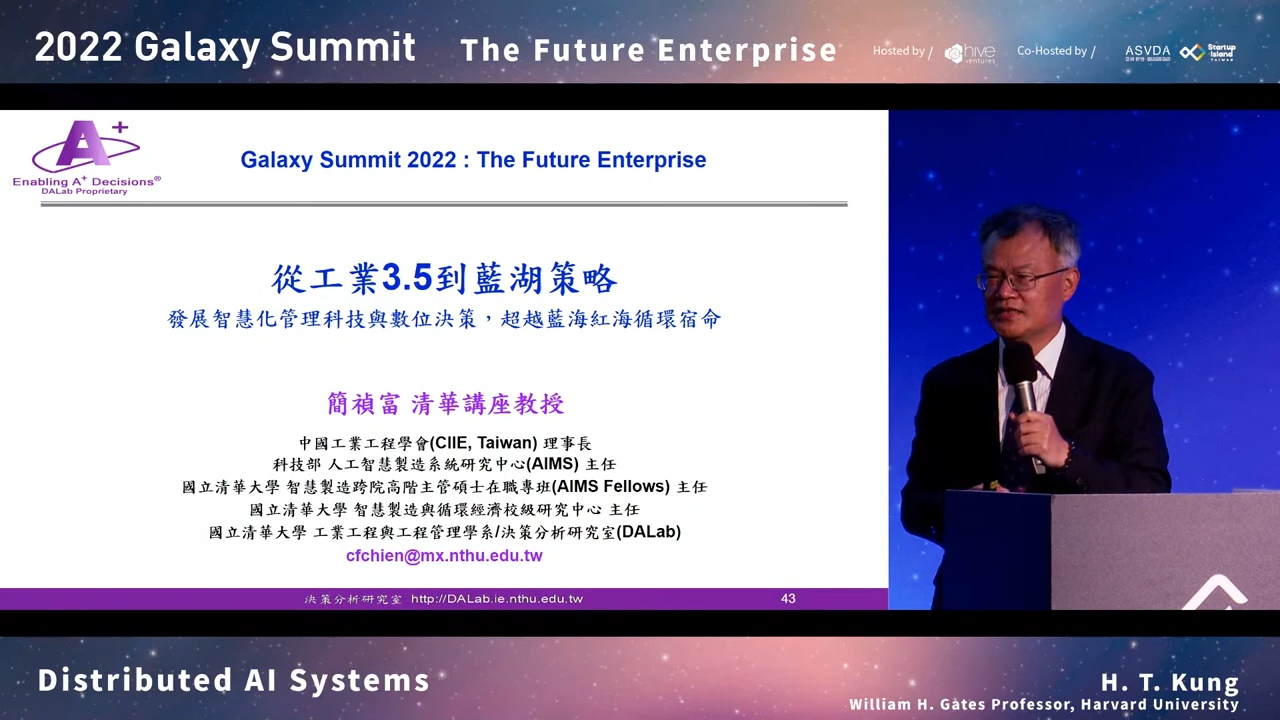 2022 Galaxy Summit
The Future Enterprise
Hosted by /
hive
ventures
Co-Hosted by /
ASVDA
Startup
Island
TAIWAN
A+
Enabling A+ Decisions®
DALab Proprietary
Galaxy Summit 2022 : The Future Enterprise
從工業3.5到藍湖策略
發展智慧化管理科技與數位決策，超越藍海紅海循環宿命
簡禎富 清華講座教授
中國工業工程學會(CIIE, Taiwan) 理事長
科技部 人工智慧製造系統研究中心(AIMS) 主任
國立清華大學 智慧製造跨院高階主管碩士在職專班(AIMS Fellows) 主任
國立清華大學 智慧製造與循環經濟校級研究中心 主任
國立清華大學 工業工程與工程管理學系/決策分析研究室(DALab)
cfchien@mx.nthu.edu.tw
決策分析研究室 http://DALab.ie.nthu.edu.tw
43
Distributed AI Systems
H. T. Kung
William H. Gates Professor, Harvard University